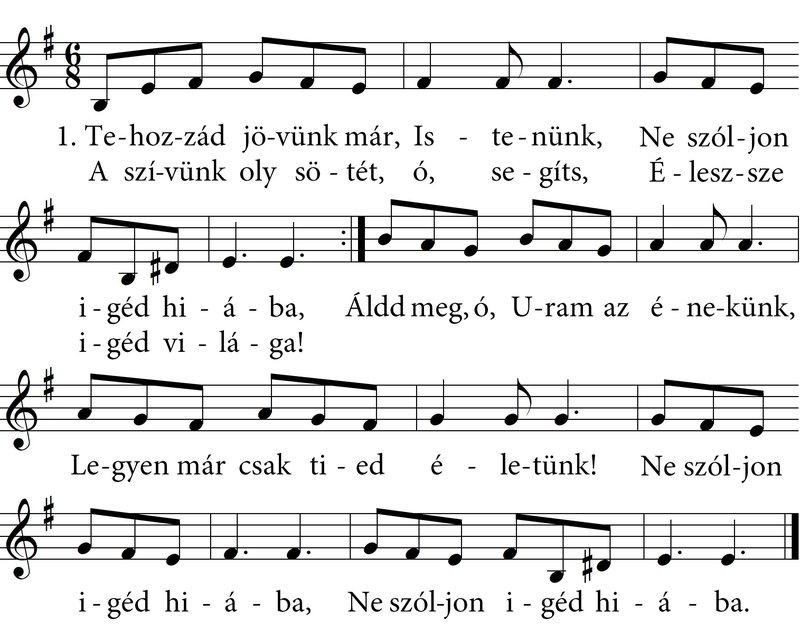 6
8
1. Te-hoz-zád jö-vünk már, Is - te-nünk, Ne szól-jon
A szí-vünk oly sö-tét, ó, se-gíts, É-lesz-sze
i-géd hi-á-ba, Áldd meg, ó, U-ram az é-ne-künk,
i-géd vi-lá-ga!
Le-gyen már csak ti-ed é - le-tünk! Ne szól-jon
i-géd hi-á-ba, Ne szól-jon i-géd hi-á-ba.